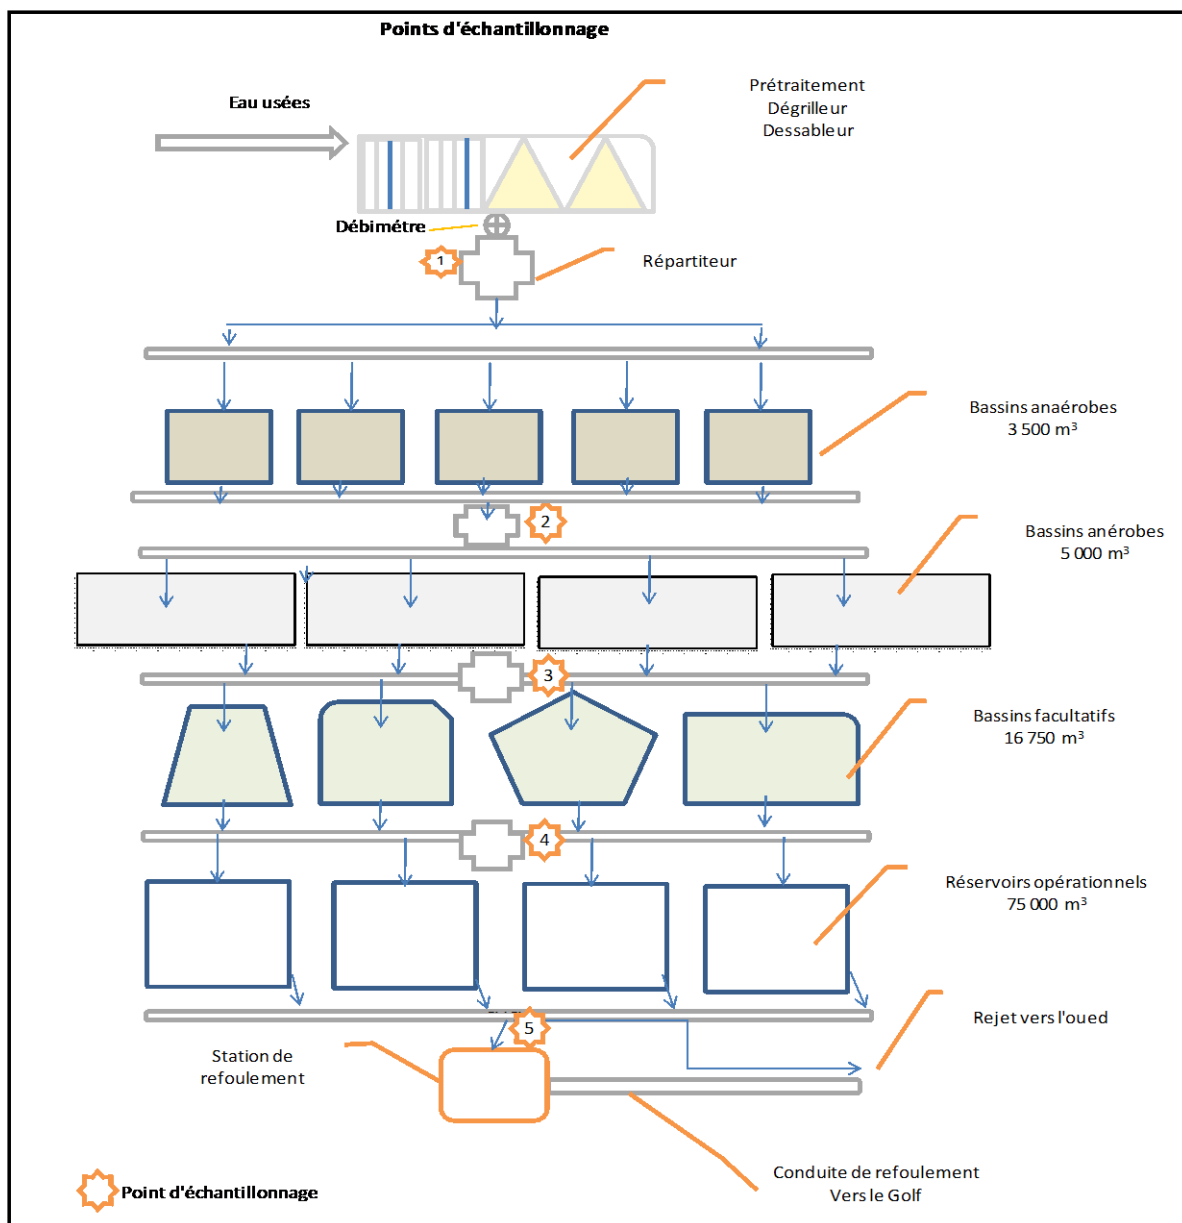 Points d'échantillonnage
Eau usées
Prétraitement
Dégrilleur
Dessableur
Débimétre
1
Répartiteur
Bassins anaérobes
3 500 m³
2
Bassins anérobes
5 000 m³
3
Bassins facultatifs
16 750 m³
4
Réservoirs opérationnels
75 000 m³
5
Rejet vers l'oued
Station de
refoulement
Conduite de refoulement
Vers le Golf
Point d'échantillonnage